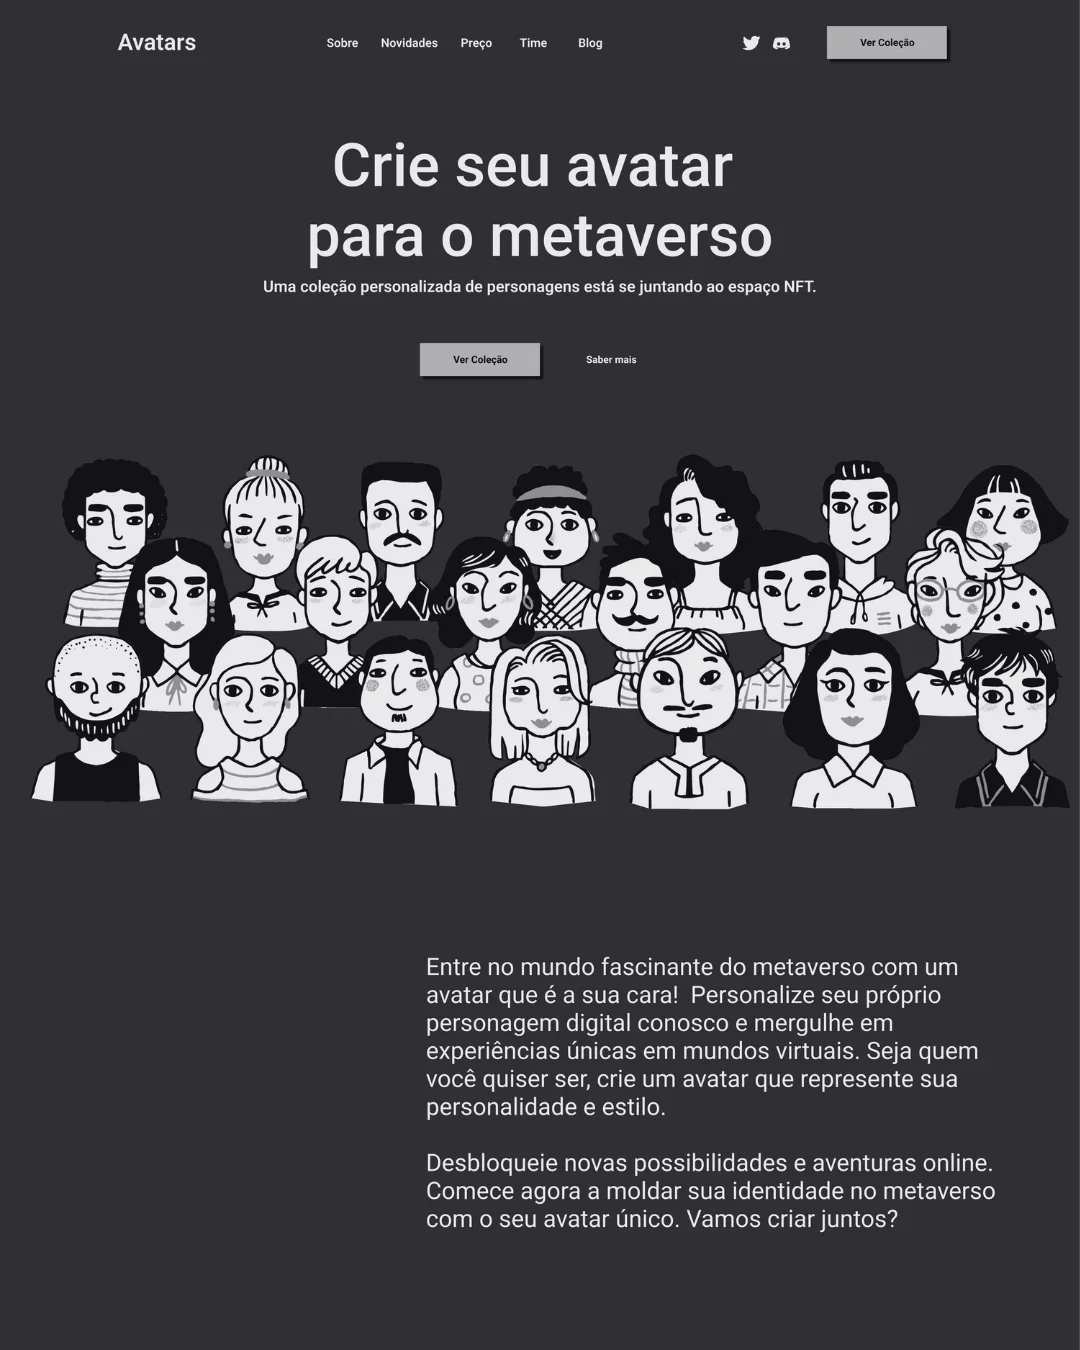 Avatars
Sobre Novidades Preço Time Blog
Ver Coleção
Crie seu avatar
para o metaverso
Uma coleção personalizada de personagens está se juntando ao espaço NFT.
Ver Coleção Saber mais
Entre no mundo fascinante do metaverso com um
avatar que é a sua cara!  Personalize seu próprio
personagem digital conosco e mergulhe em
experiências únicas em mundos virtuais. Seja quem
você quiser ser, crie um avatar que represente sua
personalidade e estilo.
Desbloqueie novas possibilidades e aventuras online.
Comece agora a moldar sua identidade no metaverso
com o seu avatar único. Vamos criar juntos?